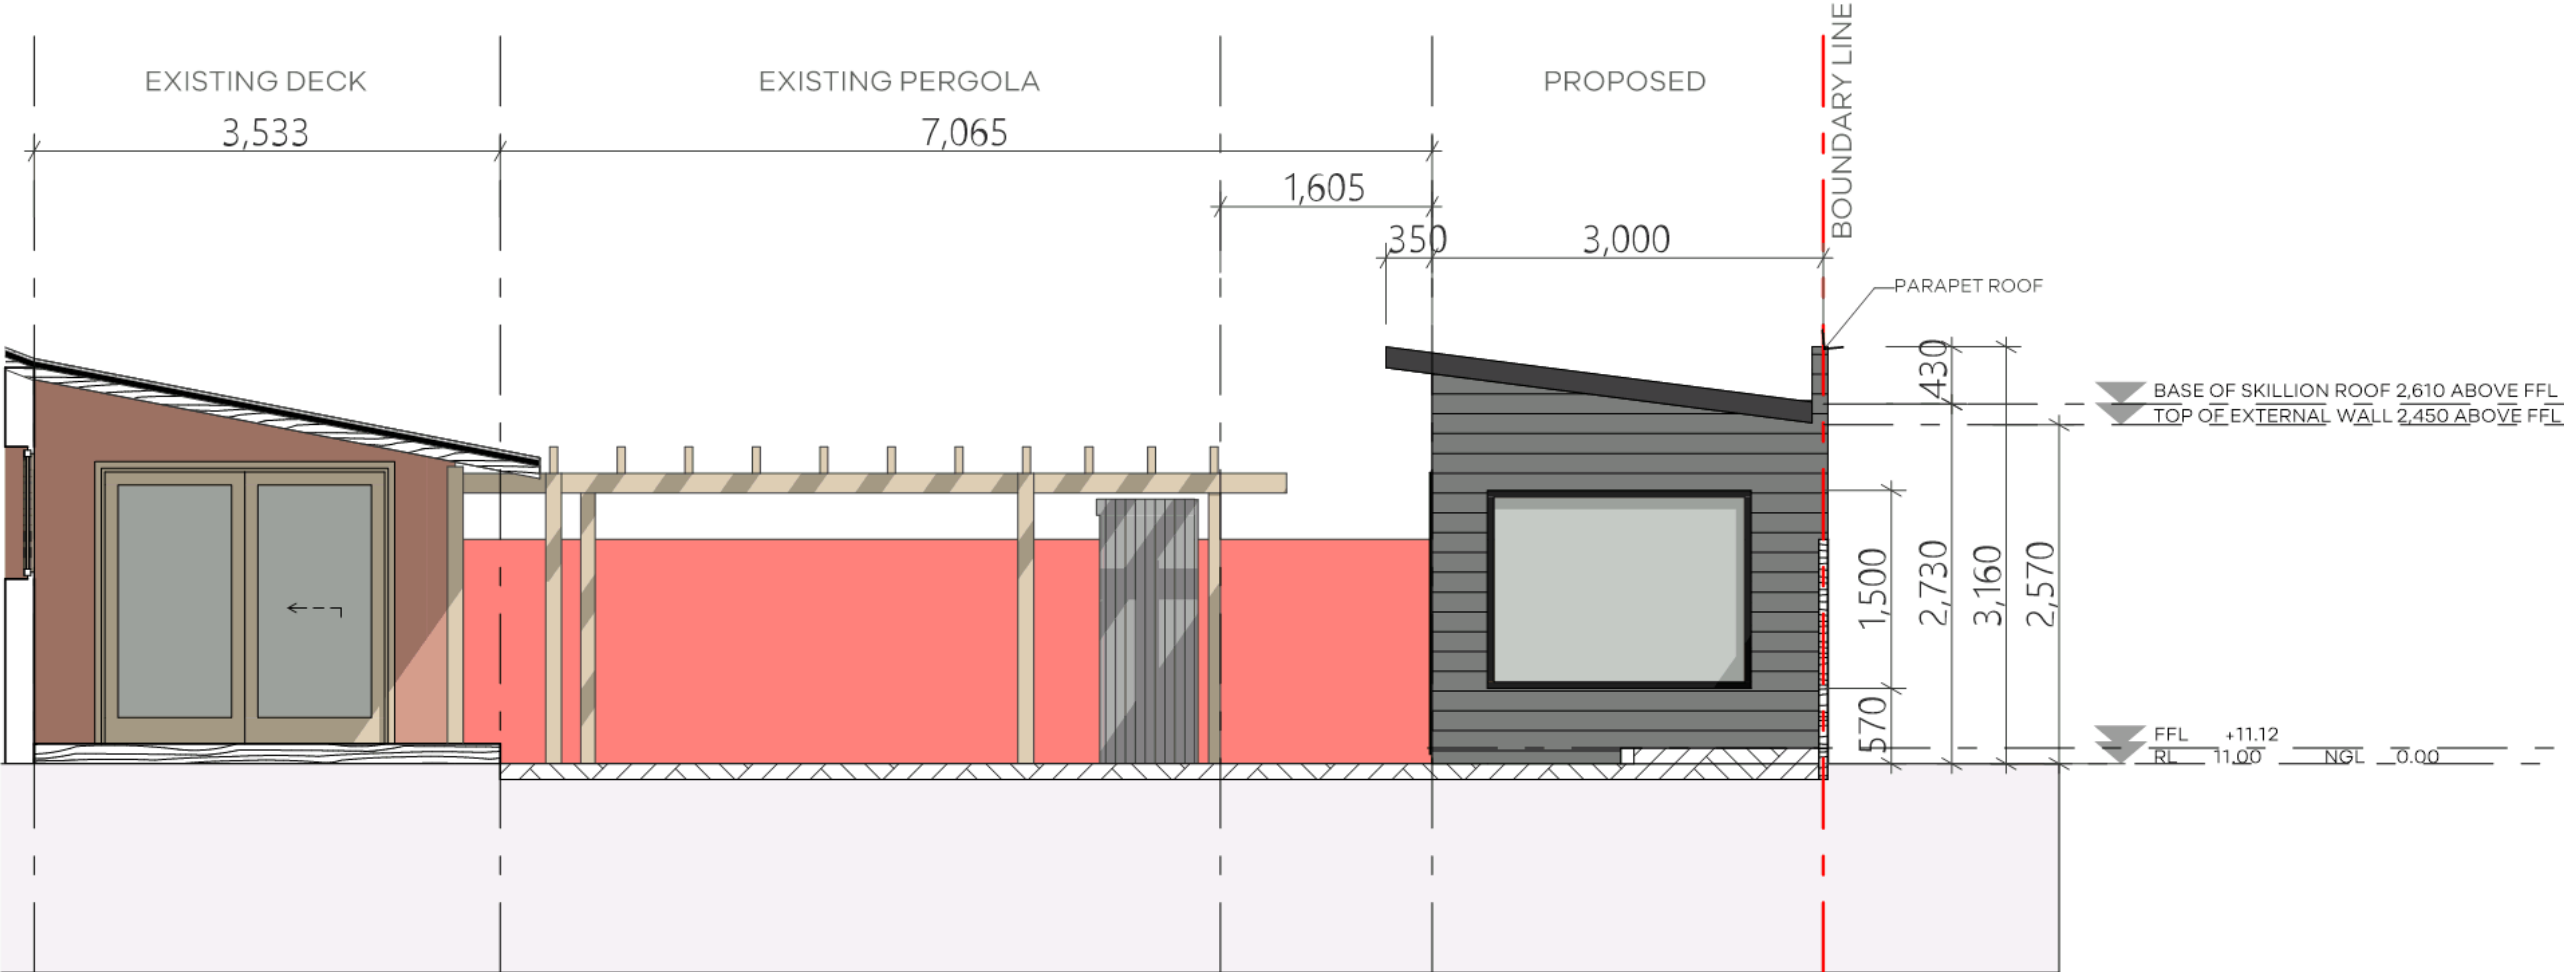 EXISTING DECK
EXISTING PERGOLA
PROPOSED
BOUNDARY LINE
3,533
7,065
1,605
350
3,000
PARAPET ROOF
430
BASE OF SKILLION ROOF 2,610 ABOVE FFL
TOP OF EXTERNAL WALL 2,450 ABOVE FFL
1,500
2,730
3,160
2,570
570
FFL +11.12
RL 11.00 NGL 0.00